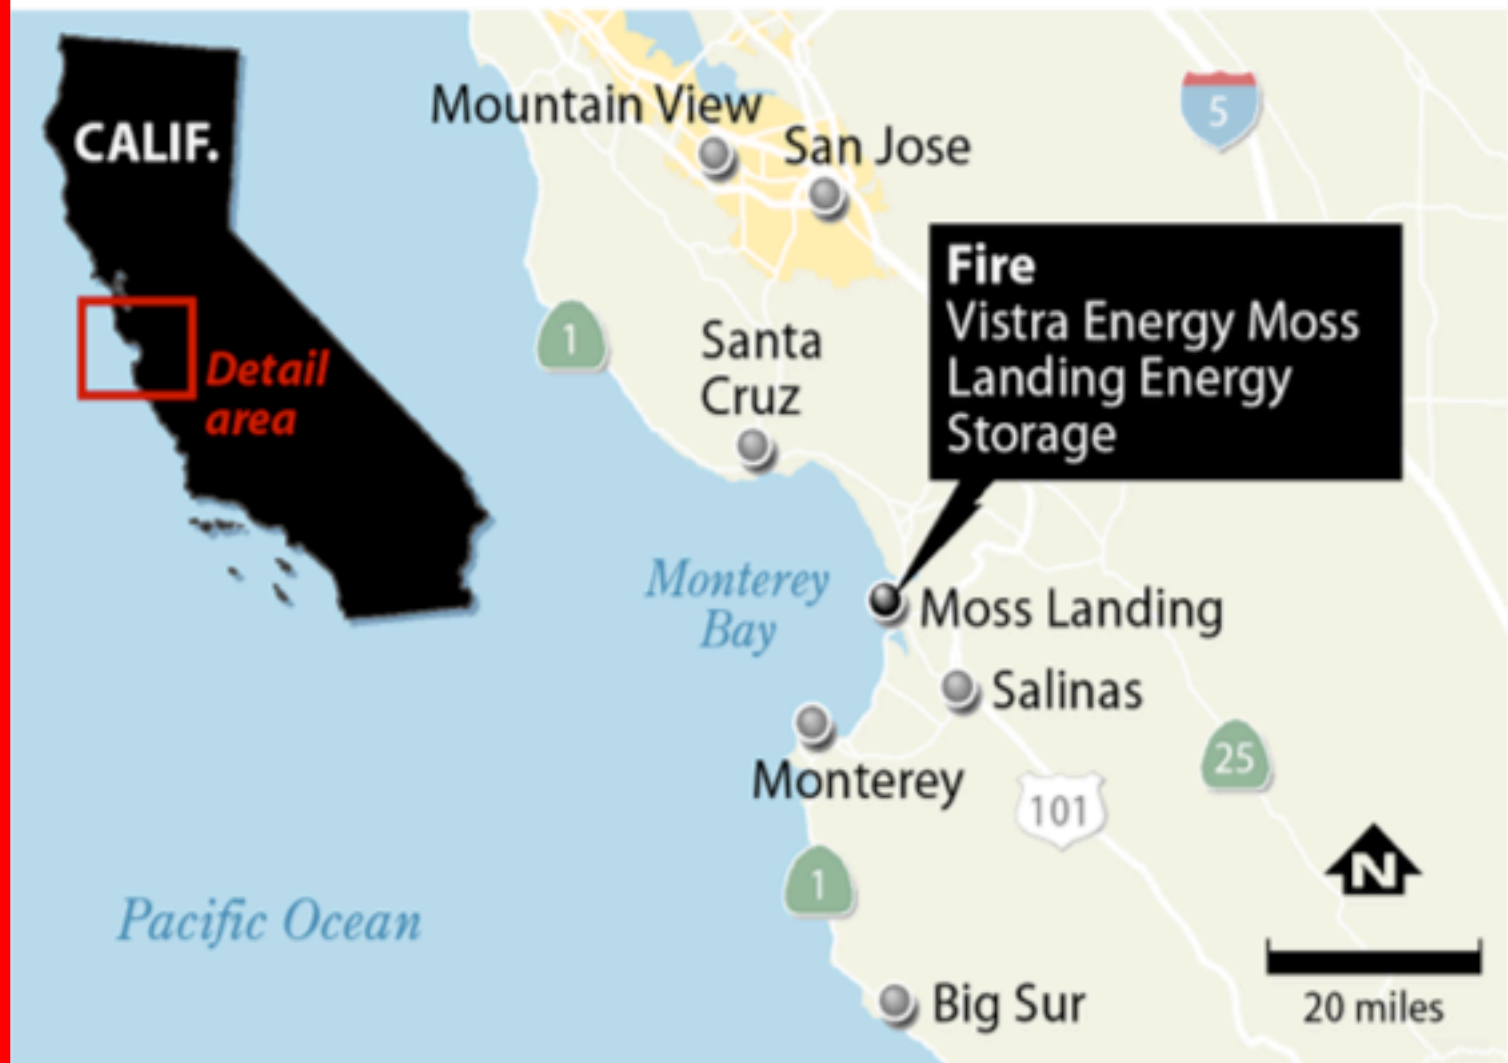 CALIF.
Detail
area
Mountain View
San Jose
5
Fire
Vistra Energy Moss
Landing Energy
Storage
1
Santa
Cruz
Monterey
Bay
Moss Landing
Salinas
Monterey
101
25
1
N
Pacific Ocean
Big Sur
20 miles